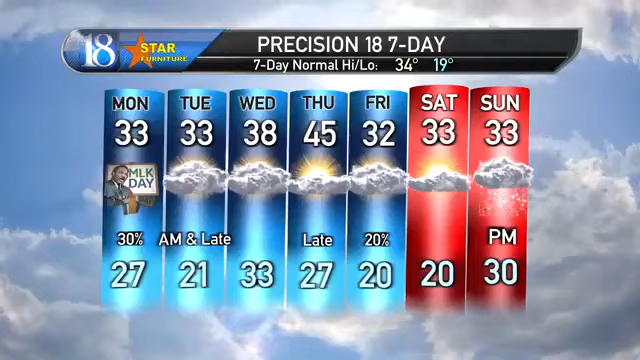 18
STAR
FURNITURE
PRECISION 18 7-DAY
7-Day Normal Hi/Lo: 34° 19°
MON TUE WED THU FRI SAT SUN
33 33 38 45 32 33 33
MLK
DAY
30% AM & Late Late 20% PM
27 21 33 27 20 20 30